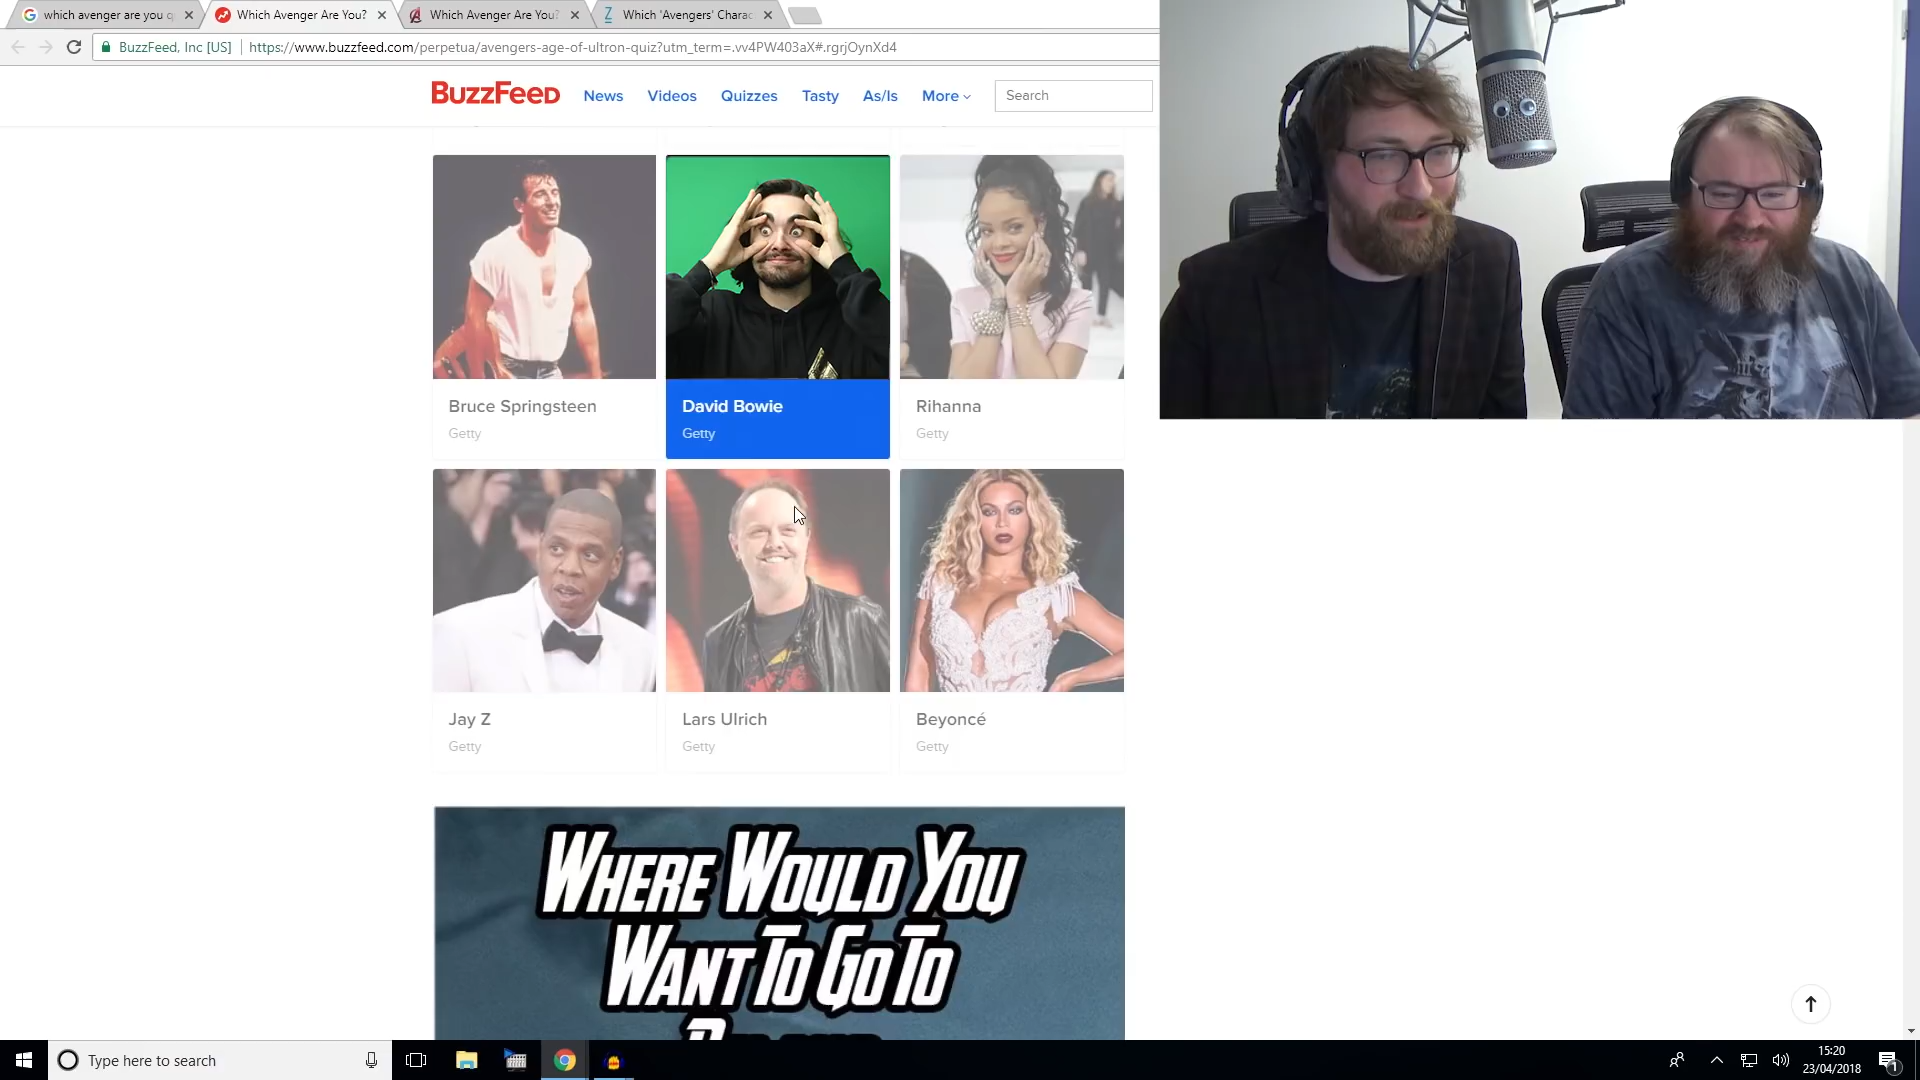 which avenger are you q
Which Avenger Are You?
Which Avenger Are You?
Which 'Avengers' Charac
BuzzFeed, Inc [US]
https://www.buzzfeed.com/perpetua/avengers-age-of-ultron-quiz?utm_term=.vv4PW403aX#.rgrjOynXd4
BuzzFeed
News
Videos
Quizzes
Tasty
As/Is
More
Search
Bruce Springsteen
Getty
David Bowie
Getty
Rihanna
Getty
Jay Z
Getty
Lars Ulrich
Getty
Beyoncé
Getty
WHERE WOULD YOU
WANT TO GO TO
Type here to search
15:20
23/04/2018
1